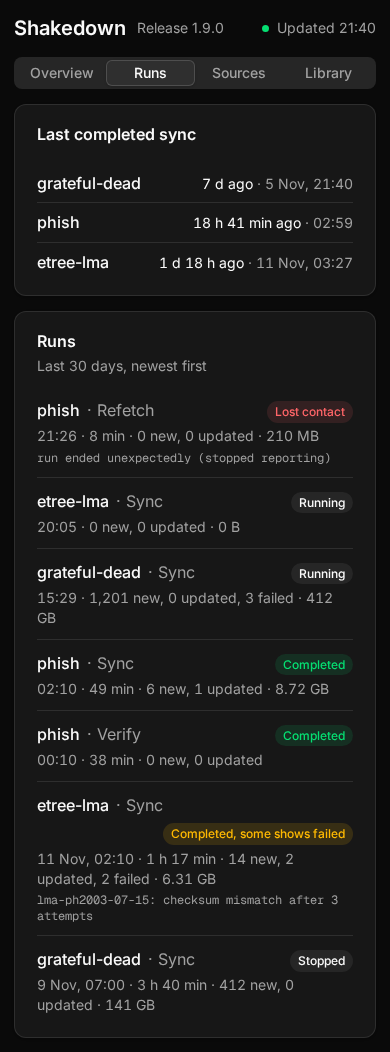 Shakedown Release 1.9.0 Updated 21:40
Overview Runs Sources Library
Last completed sync
grateful-dead 7 d ago · 5 Nov, 21:40
phish 18 h 41 min ago · 02:59
etree-lma 1 d 18 h ago · 11 Nov, 03:27
Runs
Last 30 days, newest first
phish · Refetch Lost contact
21:26 · 8 min · 0 new, 0 updated · 210 MB
run ended unexpectedly (stopped reporting)
etree-lma · Sync Running
20:05 · 0 new, 0 updated · 0 B
grateful-dead · Sync Running
15:29 · 1,201 new, 0 updated, 3 failed · 412
GB
phish · Sync Completed
02:10 · 49 min · 6 new, 1 updated · 8.72 GB
phish · Verify Completed
00:10 · 38 min · 0 new, 0 updated
etree-lma · Sync
Completed, some shows failed
11 Nov, 02:10 · 1 h 17 min · 14 new, 2
updated, 2 failed · 6.31 GB
lma-ph2003-07-15: checksum mismatch after 3
attempts
grateful-dead · Sync Stopped
9 Nov, 07:00 · 3 h 40 min · 412 new, 0
updated · 141 GB